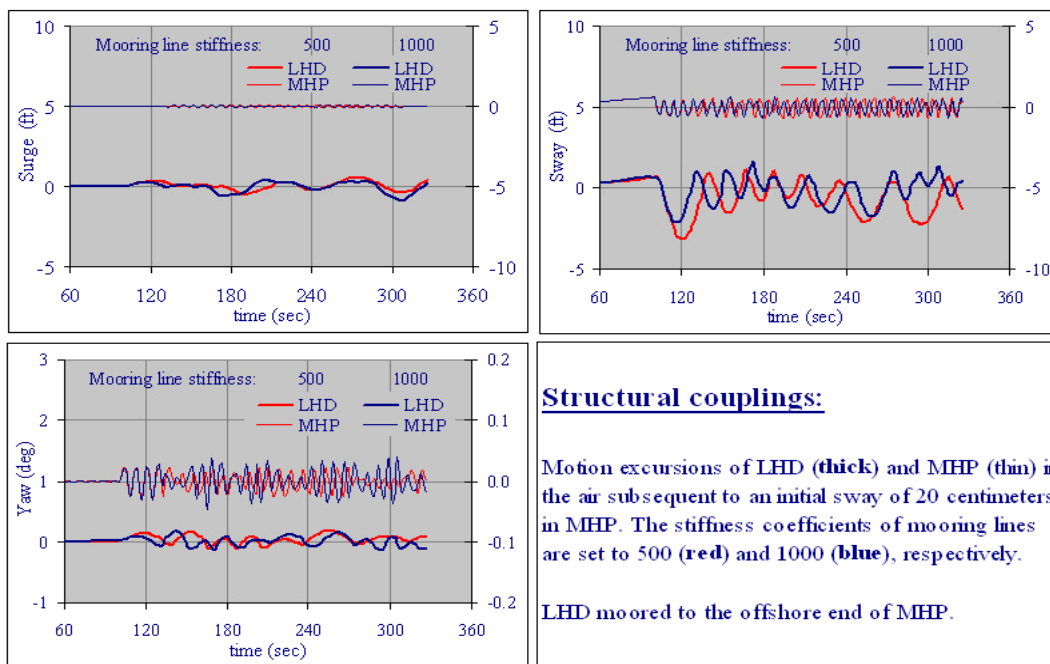 10
5
Mooring line stiffness: 500 1000
LHD LHD
MHP MHP
5
0
Surge (ft)
0
-5
-5
-10
60 120 180 240 300 360
time (sec)
10
5
Mooring line stiffness: 500 1000
LHD LHD
MHP MHP
5
0
Sway (ft)
0
-5
-5
-10
60 120 180 240 300 360
time (sec)
3
0.2
Mooring line stiffness: 500 1000
LHD LHD
MHP MHP
2
0.1
1
0.0
Yaw (deg)
0
-0.1
-1
-0.2
60 120 180 240 300 360
time (sec)
Structural couplings:
Motion excursions of LHD (thick) and MHP (thin) in
the air subsequent to an initial sway of 20 centimeters
in MHP. The stiffness coefficients of mooring lines
are set to 500 (red) and 1000 (blue), respectively.
LHD moored to the offshore end of MHP.